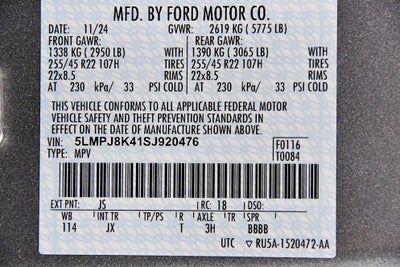 MFD. BY FORD MOTOR CO.
DATE: 11/24 GVWR: 2619 KG ( 5775 LB)
FRONT GAWR: REAR GAWR:
1338 KG ( 2950 LB) WITH 1390 KG ( 3065 LB) WITH
255/45 R22 107H TIRES 255/45 R22 107H TIRES
22x8.5 RIMS 22x8.5 RIMS
AT 230 kPa/ 33 PSI COLD AT 230 kPa/ 33 PSI COLD
THIS VEHICLE CONFORMS TO ALL APPLICABLE FEDERAL MOTOR
VEHICLE SAFETY AND THEFT PREVENTION STANDARDS IN
EFFECT ON THE DATE OF MANUFACTURE SHOWN ABOVE.
VIN: 5LMPJ8K41SJ920476 F0116
TYPE: MPV T0084
EXT PNT: JS RC: 18 DSO:
WB INT TR TP/PS R AXLE TR SPR
114 JX T 3H BBBB
UTC ▽ RU5A-1520472-AA